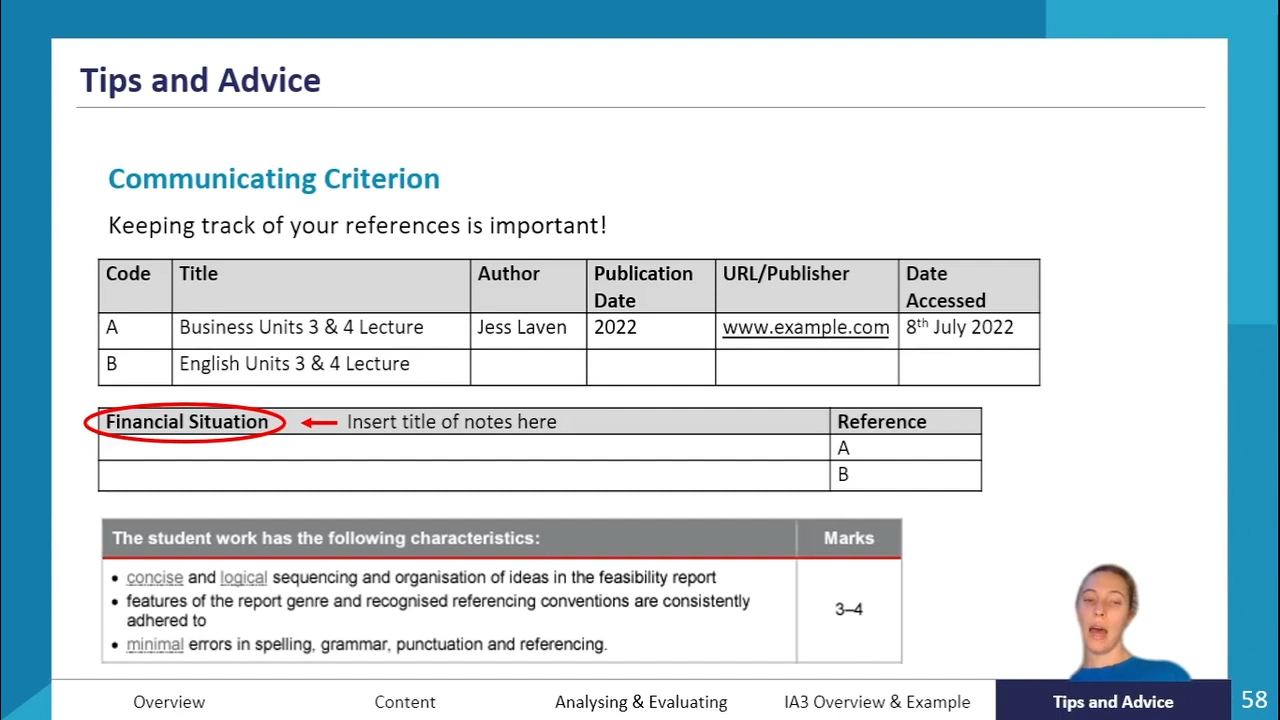 Tips and Advice
Communicating Criterion
Keeping track of your references is important!
Code Title Author Publication Date URL/Publisher Date Accessed
A Business Units 3 & 4 Lecture Jess Laven 2022 www.example.com 8th July 2022
B English Units 3 & 4 Lecture
Financial Situation Insert title of notes here Reference
A
B
The student work has the following characteristics: Marks
• concise and logical sequencing and organisation of ideas in the feasibility report
• features of the report genre and recognised referencing conventions are consistently
adhered to
• minimal errors in spelling, grammar, punctuation and referencing.
3–4
Overview Content Analysing & Evaluating IA3 Overview & Example Tips and Advice 58